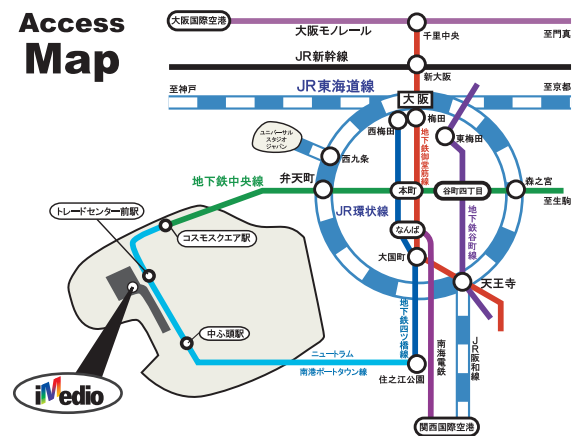 Access
Map
大阪国際空港
大阪モノレール
千里中央
至門真
JR新幹線
新大阪
至神戸
JR東海道線
至京都
大阪
西梅田
梅田
東梅田
ユニバーサル
スタジオ
ジャパン
西九条
地下鉄御堂筋線
地下鉄中央線
弁天町
本町
谷町四丁目
森之宮
至生駒
トレードセンター前駅
JR環状線
地下鉄谷町線
コスモスクエア駅
なんば
大国町
天王寺
中ふ頭駅
地下鉄四ツ橋線
南海電鉄
JR阪和線
ニュートラム
南港ポートタウン線
住之江公園
iMedio
関西国際空港